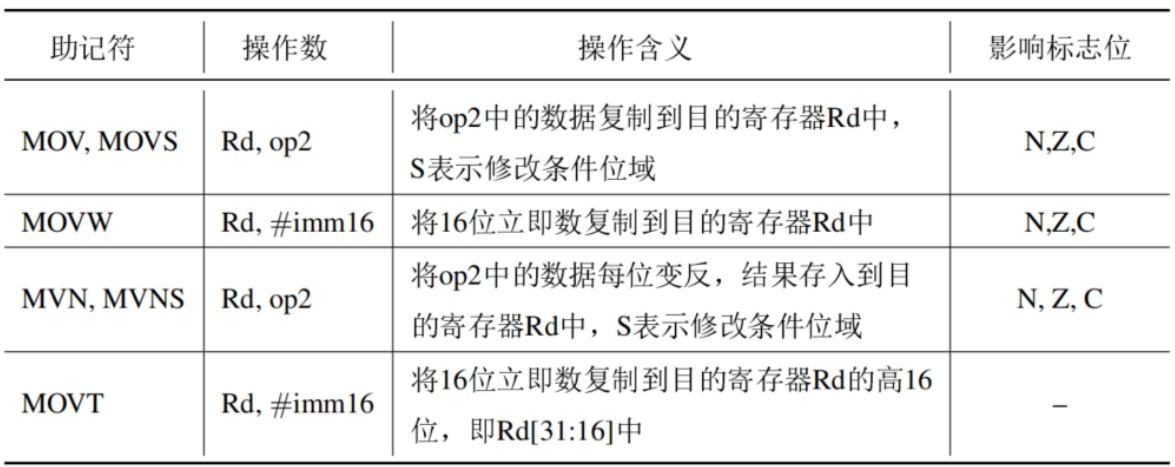 助记符 操作数 操作含义 影响标志位
MOV, MOVS Rd, op2 将op2中的数据复制到目的寄存器Rd中， N,Z,C
S表示修改条件位域
MOVW Rd, #imm16 将16位立即数复制到目的寄存器Rd中 N,Z,C
MVN, MVNS Rd, op2 将op2中的数据每位变反，结果存入到目 N, Z, C
的寄存器Rd中，S表示修改条件位域
MOVT Rd, #imm16 将16位立即数复制到目的寄存器Rd的高16 –
位，即Rd[31:16]中